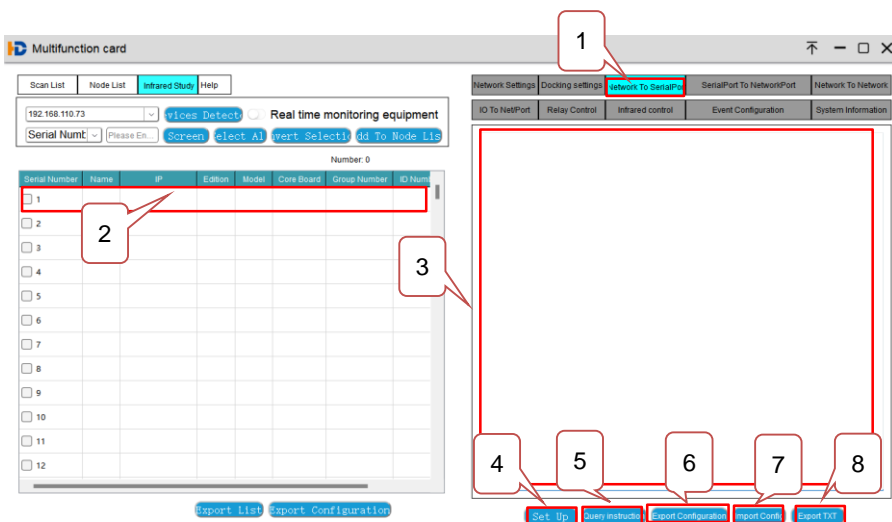 1
Multifunction card
Scan List Node List Infrared Study Help
Network Settings Docking settings Network To SerialPor SerialPort To NetworkPort Network To Network
IO To Net/Port Relay Control Infrared control Event Configuration System Information
192.168.110.73 vices Detect Real time monitoring equipment
Serial Numb Please En... Screen elect Al vert Selecti dd To Node Lis
Number: 0
Serial Number Name IP Edition Model Core Board Group Number ID Num
1
2
2
3
3
4
5
6
7
8
9
10
11
12
4 5 6 7 8
Export List Export Configuration
Set Up Query instructio Export Configuration mport Config Export TXT